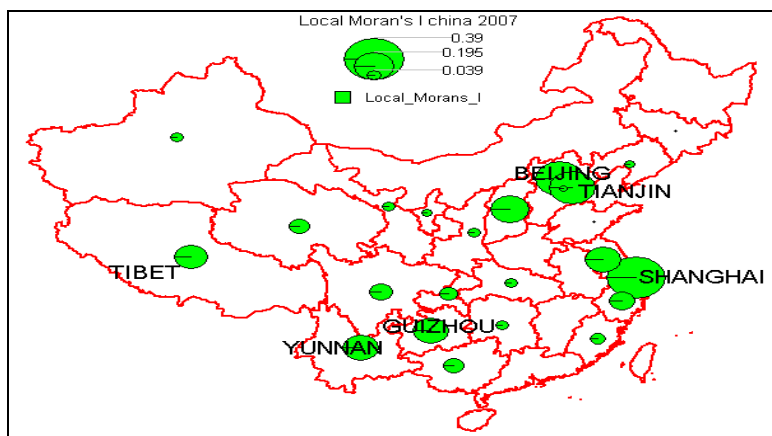 Local Moran's I china 2007
0.39
0.195
0.039
Local_Morans_I
BEIJING
TIANJIN
TIBET
SHANGHAI
GUIZHOU
YUNNAN